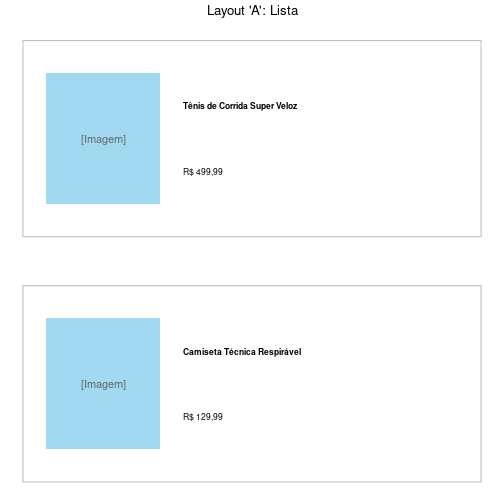 Layout 'A': Lista
[Imagem]
Tênis de Corrida Super Veloz
R$ 499,99
[Imagem]
Camiseta Técnica Respirável
R$ 129,99